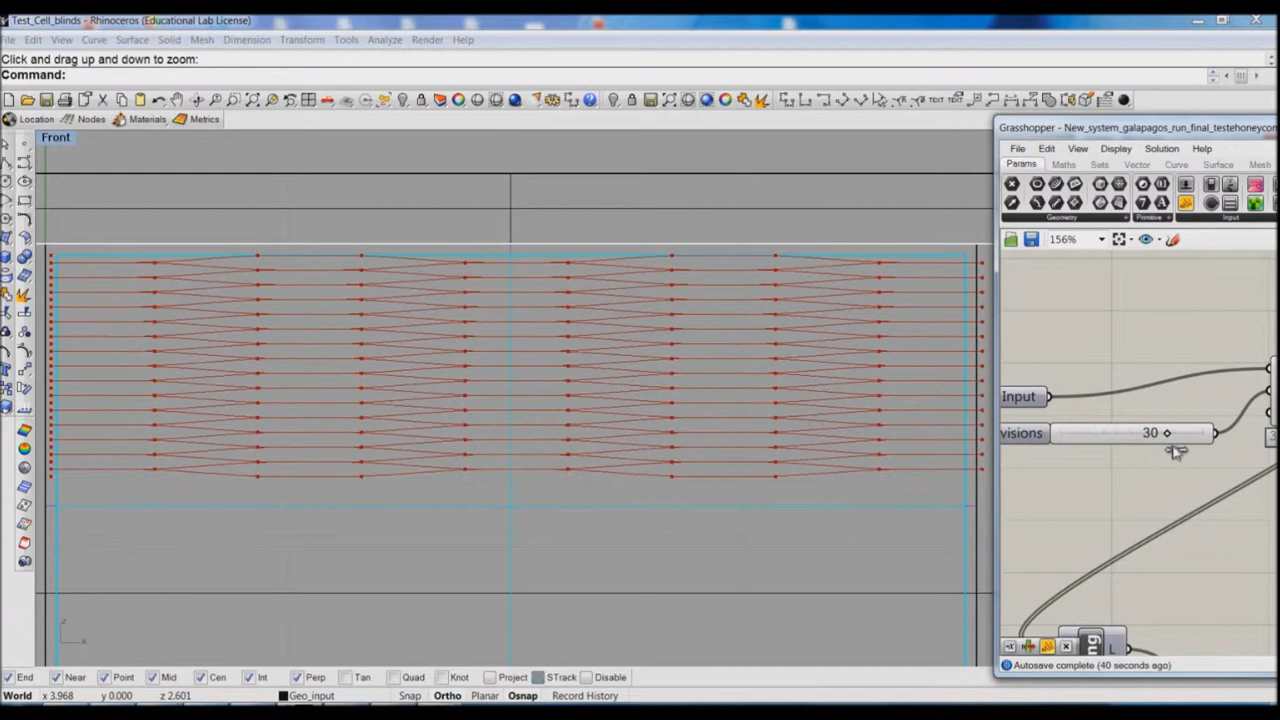 Test_Cell_blinds - Rhinoceros (Educational Lab License)
File Edit View Curve Surface Solid Mesh Dimension Transform Tools Analyze Render Help
Click and drag up and down to zoom:
Command:
TEXT TEXT
Location Nodes Materials Metrics
Front
Grasshopper - New_system_galapagos_run_final_testehoneycon
File Edit View Display Solution Help
Params Maths Sets Vector Curve Surface Mesh
Geometry Primitive Input
156%
Input
visions 30
ng L
Autosave complete (40 seconds ago)
z
x
End Near Point Mid Cen Int Perp Tan Quad Knot Project STrack Disable
World x 3.968 y 0.000 z 2.601 Geo_input Snap Ortho Planar Osnap Record History